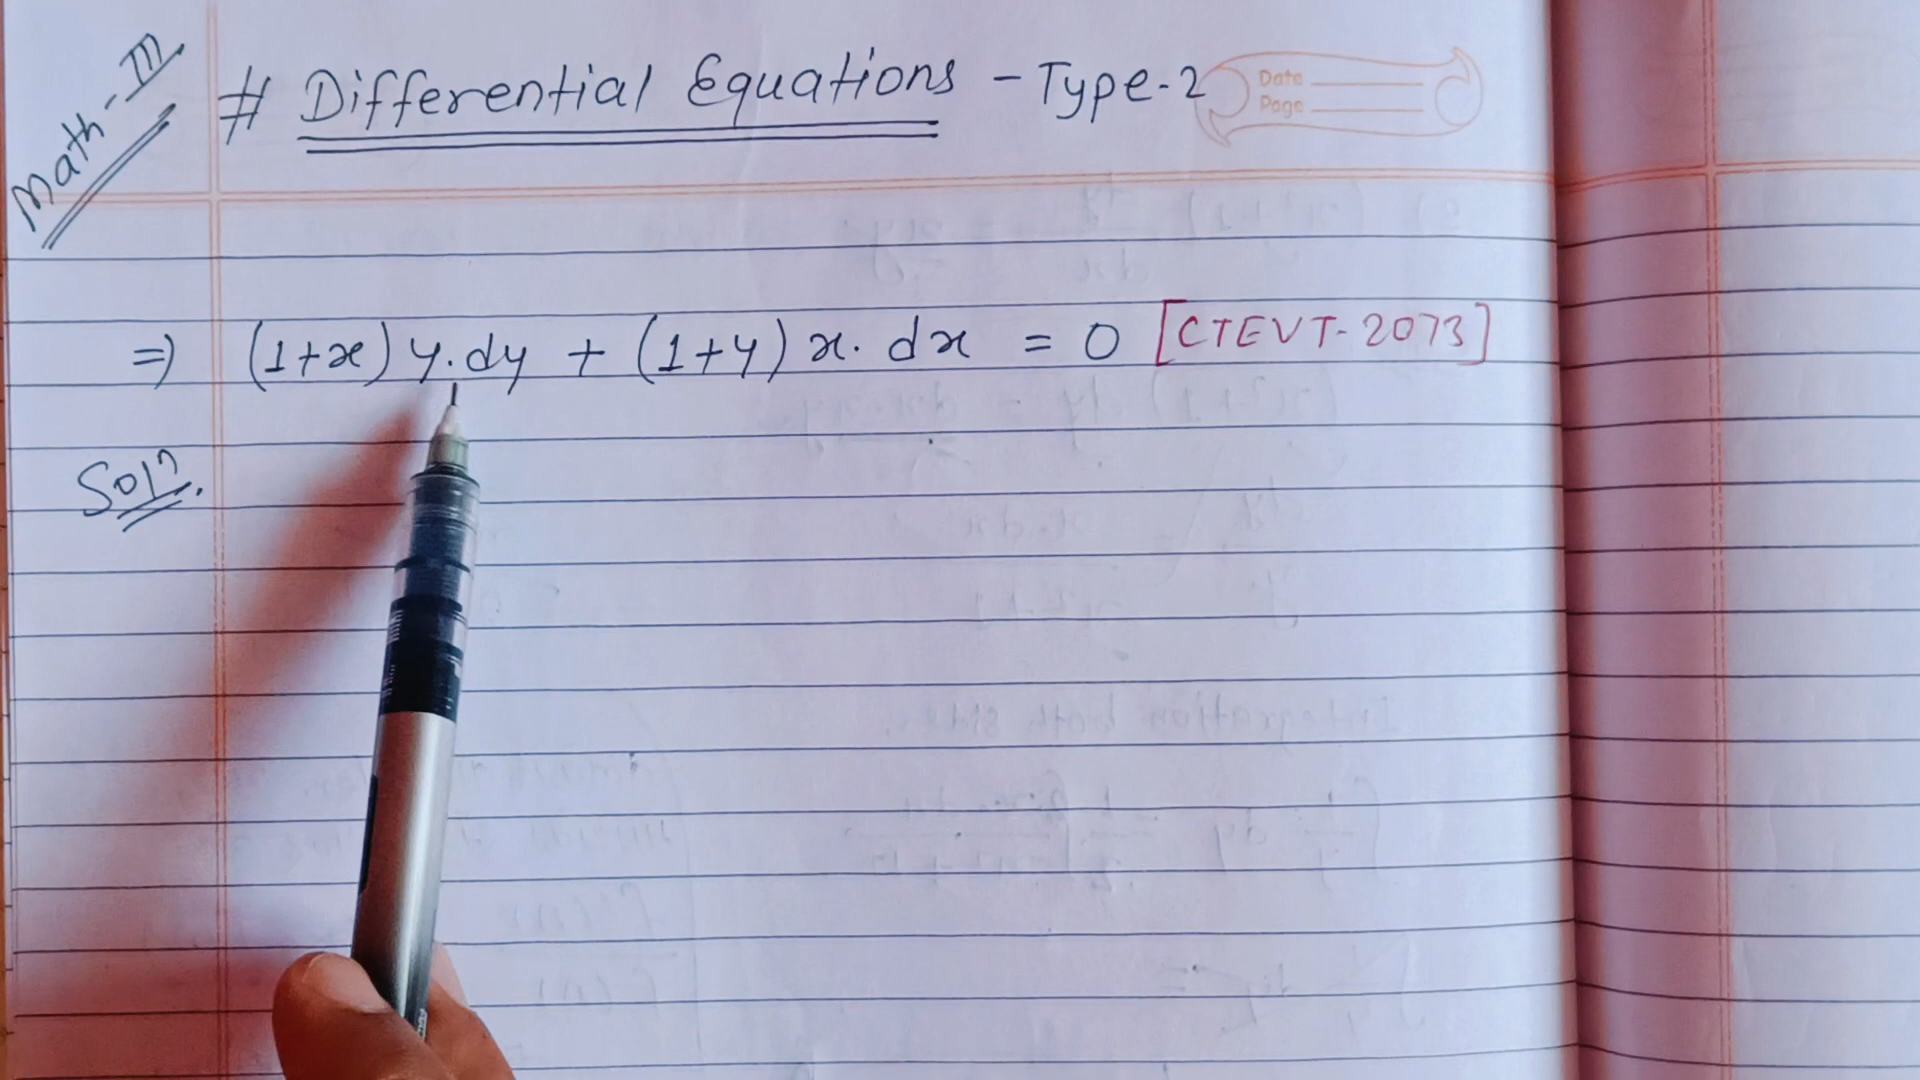 Math-III
# Differential Equations - Type-2
Date
Page
=) (1+x) y.dy + (1+y) x. dx = 0 [CTEVT-2073]
Soln.